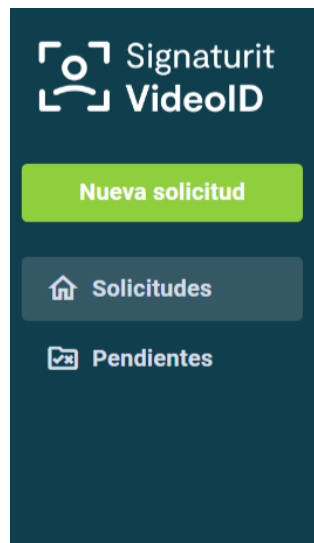 Signaturit
VideoID
Nueva solicitud
Solicitudes
Pendientes